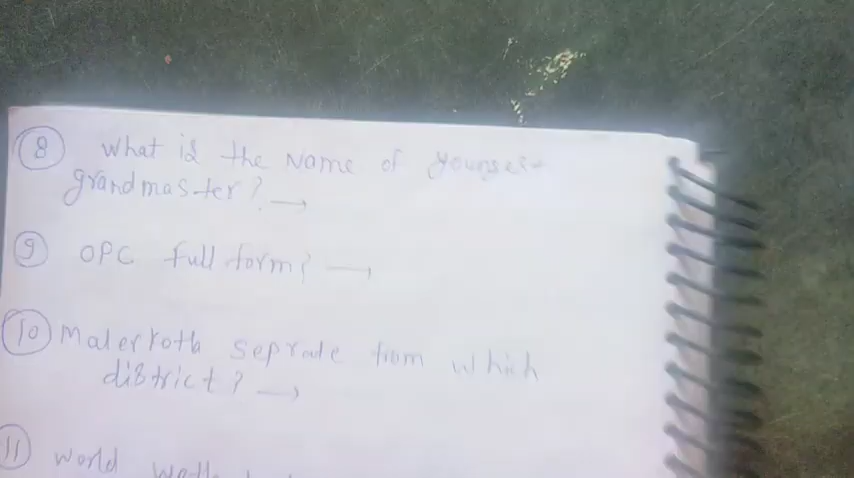 8 What is the Name of younges-
grandmaster? →
9 OPC full form? →
10 Malerkotla seprate from which
district? →
11 World